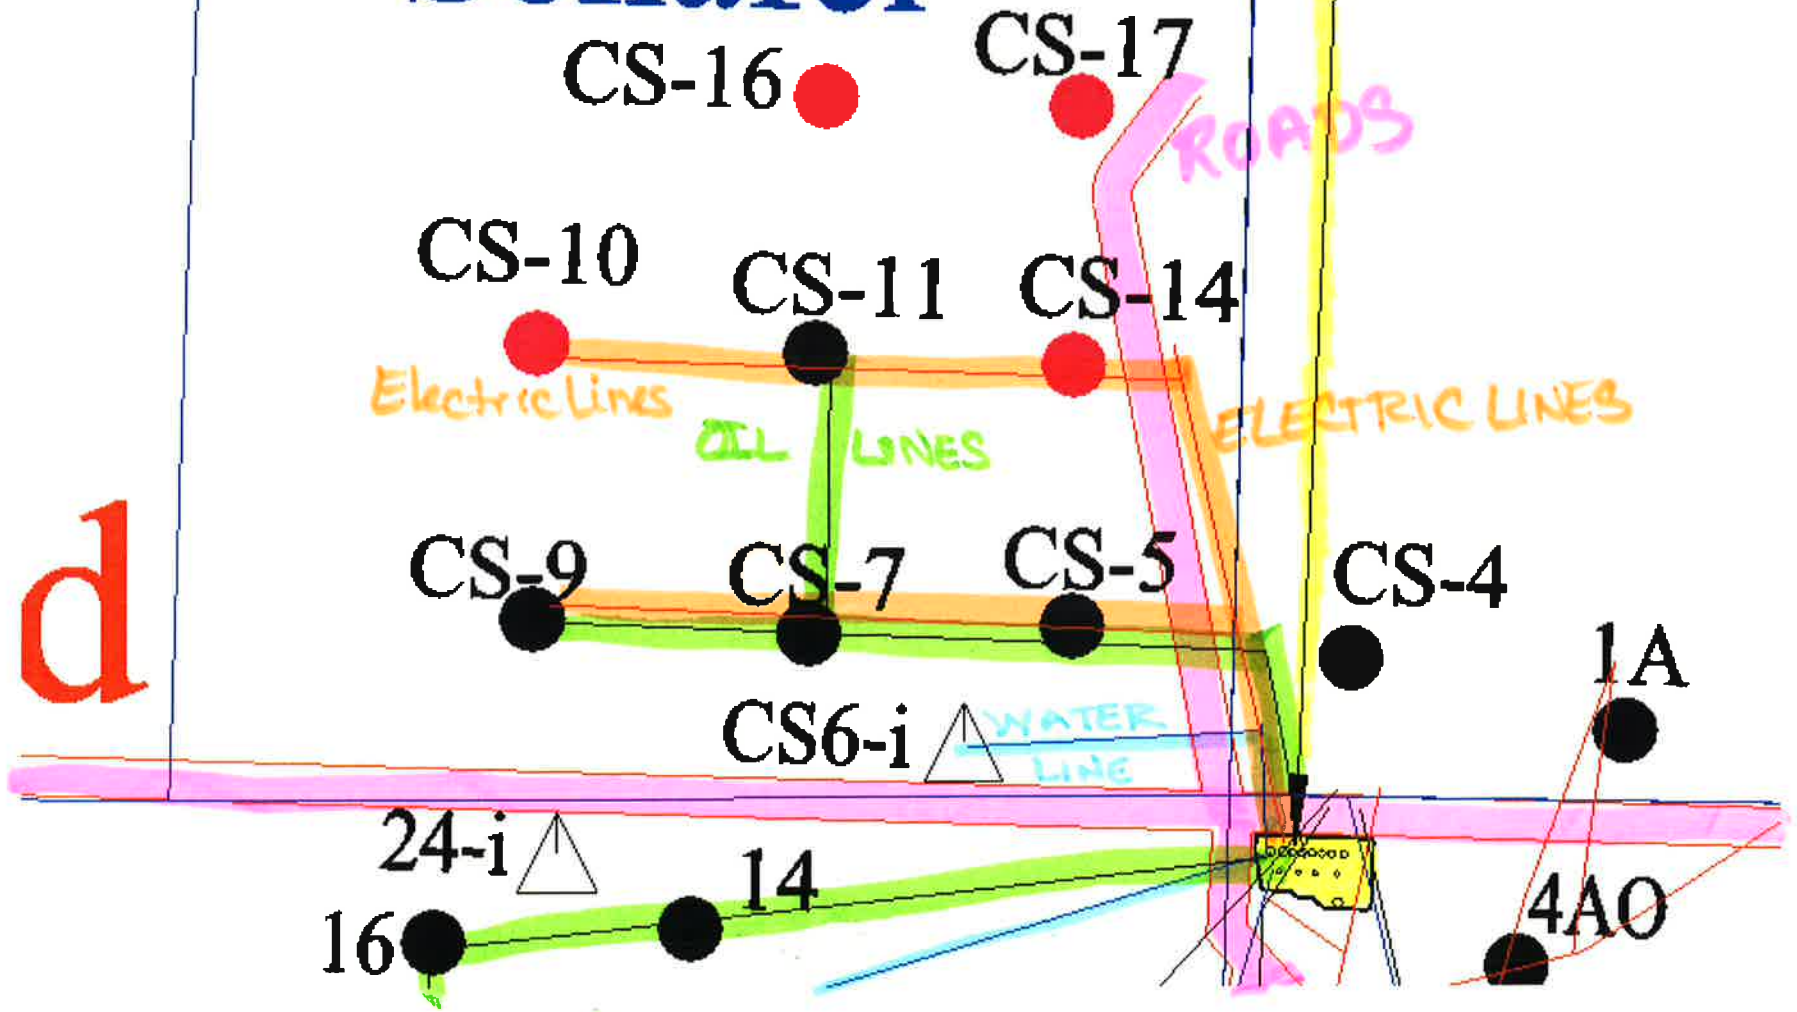 CS-17
CS-16
ROADS
CS-10
CS-11
CS-14
Electric Lines
ELECTRIC LINES
OIL LINES
d
CS-9
CS-7
CS-5
CS-4
1A
CS6-i
WATER
LINE
24-i
14
16
4AO